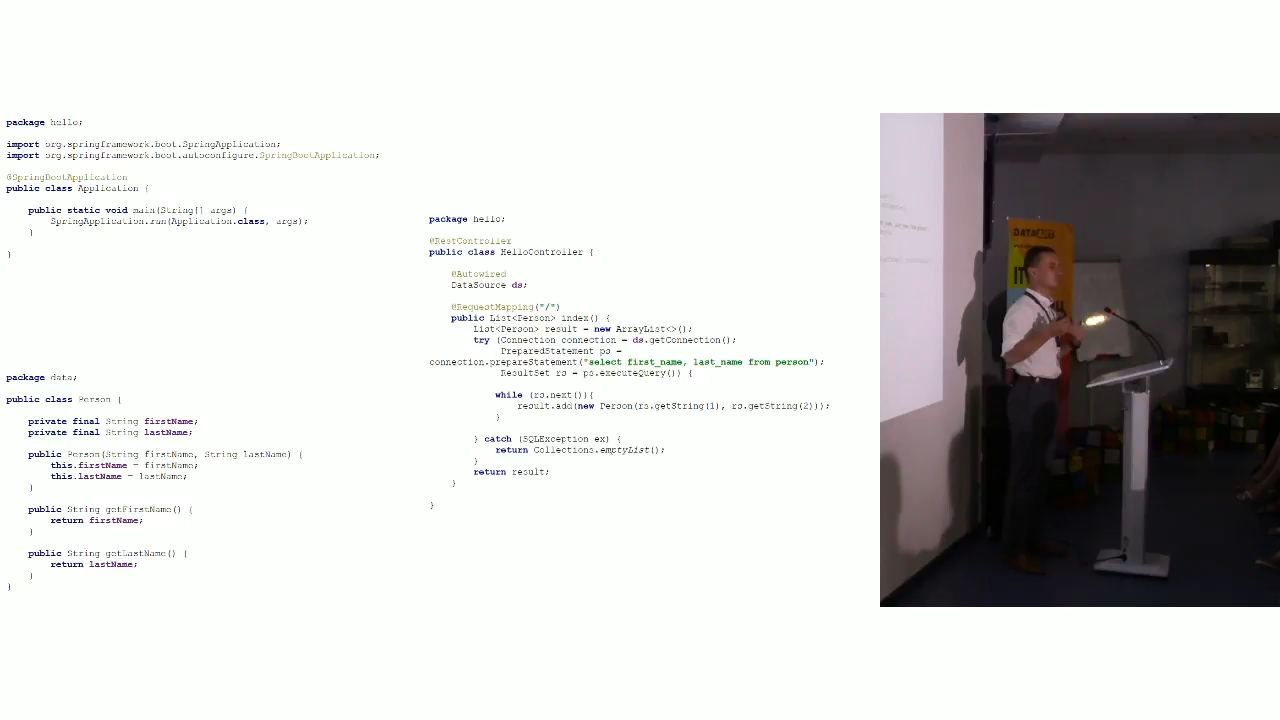 package hello;
import org.springframework.boot.SpringApplication;
import org.springframework.boot.autoconfigure.SpringBootApplication;
@SpringBootApplication
public class Application {
public static void main(String[] args) {
SpringApplication.run(Application.class, args);
}
}
package data;
public class Person {
private final String firstName;
private final String lastName;
public Person(String firstName, String lastName) {
this.firstName = firstName;
this.lastName = lastName;
}
public String getFirstName() {
return firstName;
}
public String getLastName() {
return lastName;
}
}
package hello;
@RestController
public class HelloController {
@Autowired
DataSource ds;
@RequestMapping("/")
public List<Person> index() {
List<Person> result = new ArrayList<>();
try (Connection connection = ds.getConnection();
PreparedStatement ps =
connection.prepareStatement("select first_name, last_name from person");
ResultSet rs = ps.executeQuery()) {
while (rs.next()){
result.add(new Person(rs.getString(1), rs.getString(2)));
}
} catch (SQLException ex) {
return Collections.emptyList();
}
return result;
}
}